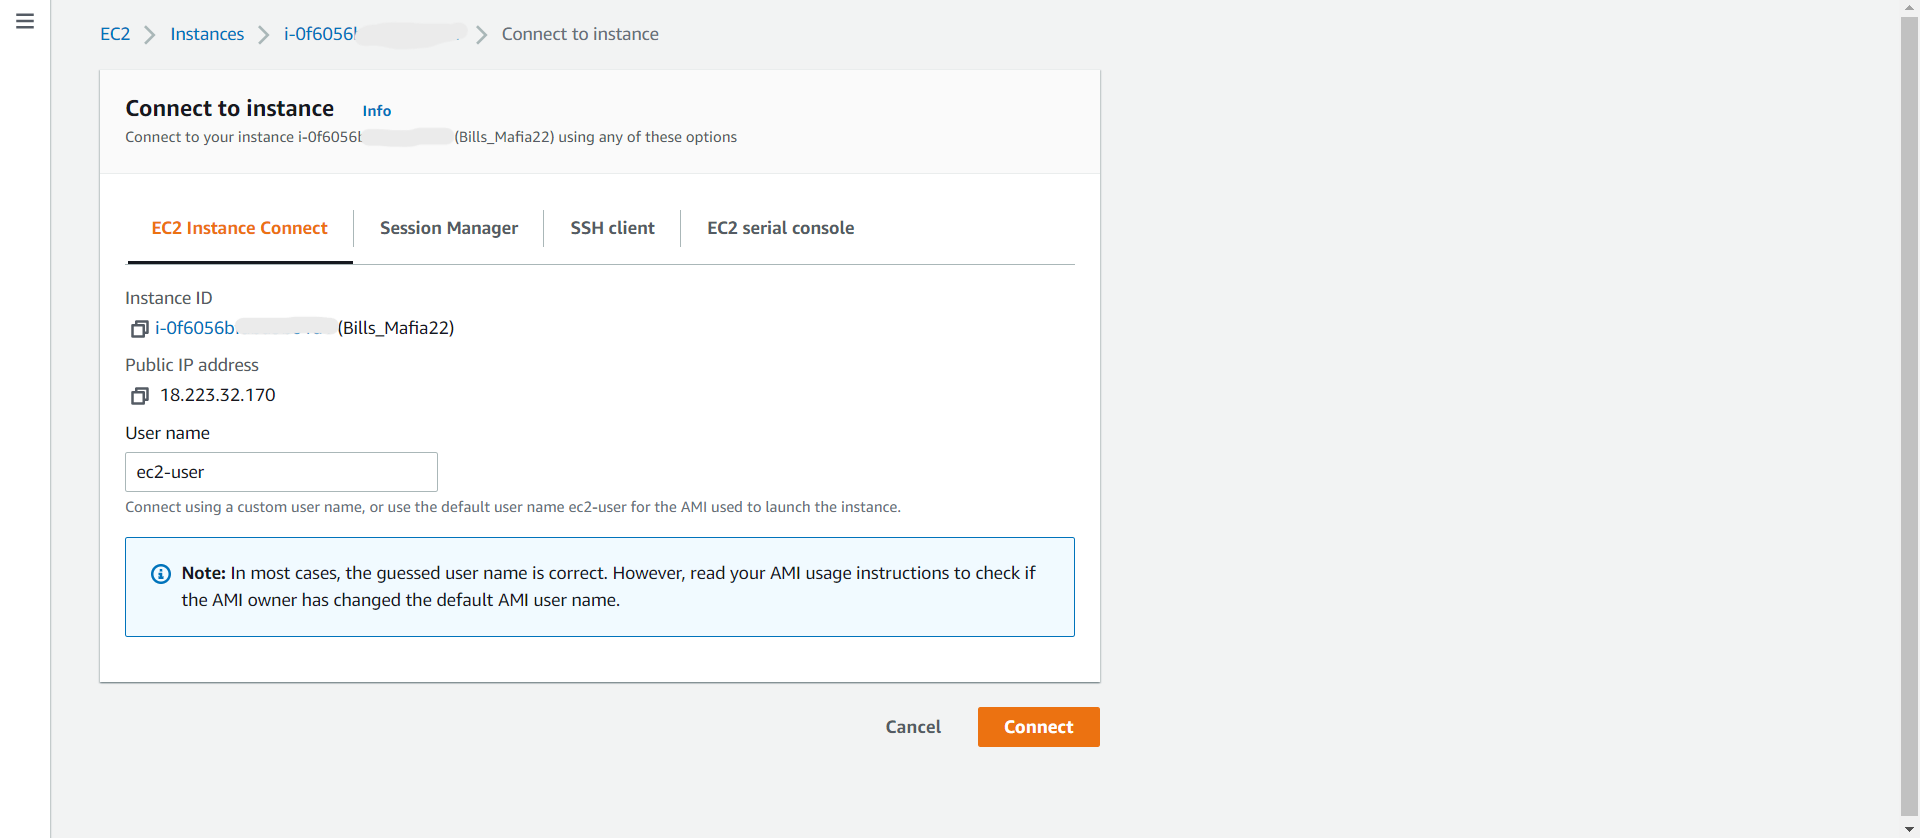 EC2 Instances i-0f6056 Connect to instance
Connect to instance Info
Connect to your instance i-0f6056 (Bills_Mafia22) using any of these options
EC2 Instance Connect Session Manager SSH client EC2 serial console
Instance ID
i-0f6056b (Bills_Mafia22)
Public IP address
18.223.32.170
User name
ec2-user
Connect using a custom user name, or use the default user name ec2-user for the AMI used to launch the instance.
Note: In most cases, the guessed user name is correct. However, read your AMI usage instructions to check if
the AMI owner has changed the default AMI user name.
Cancel Connect